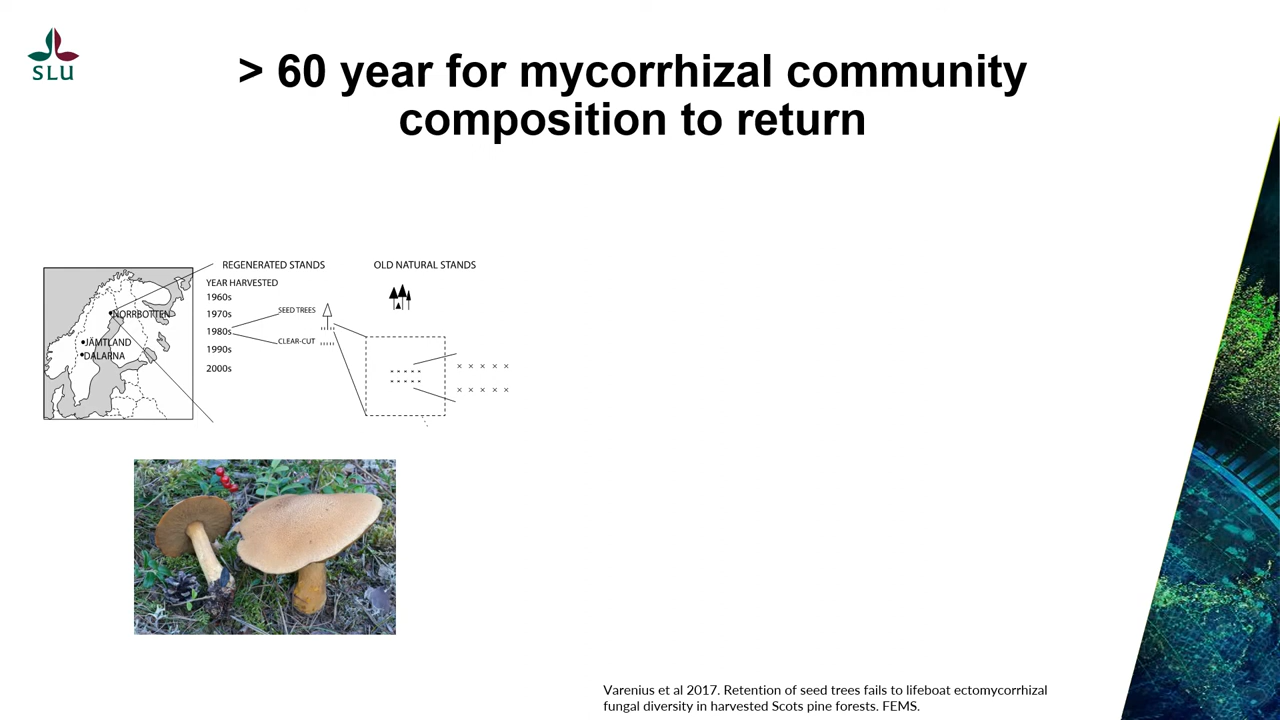 SLU
> 60 year for mycorrhizal community
composition to return
REGENERATED STANDS
OLD NATURAL STANDS
YEAR HARVESTED
1960s
1970s
1980s
1990s
2000s
SEED TREES
CLEAR-CUT
NORRBOTTEN
JÄMTLAND
DALARNA
Varenius et al 2017. Retention of seed trees fails to lifeboat ectomycorrhizal
fungal diversity in harvested Scots pine forests. FEMS.